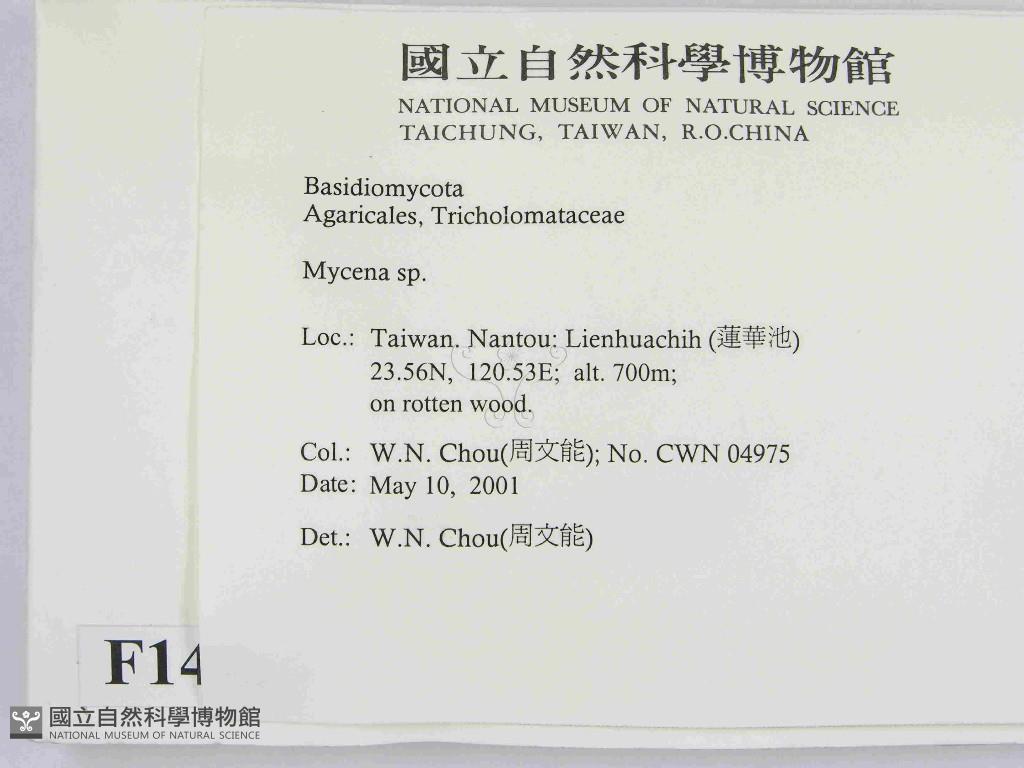 國立自然科學博物館
NATIONAL MUSEUM OF NATURAL SCIENCE
TAICHUNG, TAIWAN, R.O.CHINA
Basidiomycota
Agaricales, Tricholomataceae
Mycena sp.
Loc.: Taiwan. Nantou: Lienhuachih (蓮華池)
23.56N, 120.53E; alt. 700m;
on rotten wood.
Col.: W.N. Chou(周文能); No. CWN 04975
Date: May 10, 2001
Det.: W.N. Chou(周文能)
F14
國立自然科學博物館
NATIONAL MUSEUM OF NATURAL SCIENCE